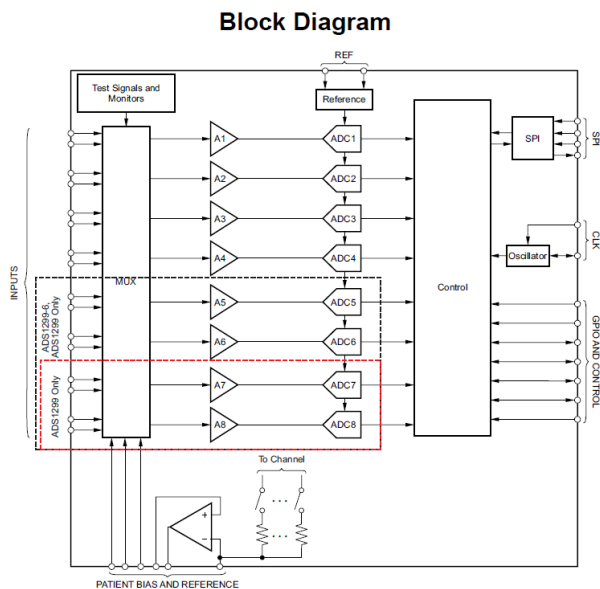 Block Diagram
REF
Test Signals and
Monitors
Reference
A1
ADC1
SPI
SPI
A2
ADC2
A3
ADC3
CLK
A4
ADC4
Oscillator
INPUTS
MUX
Control
ADS1299-6,
ADS1299 Only
A5
ADC5
A6
ADC6
GPIO AND CONTROL
ADS1299 Only
A7
ADC7
A8
ADC8
To Channel
+
−
PATIENT BIAS AND REFERENCE